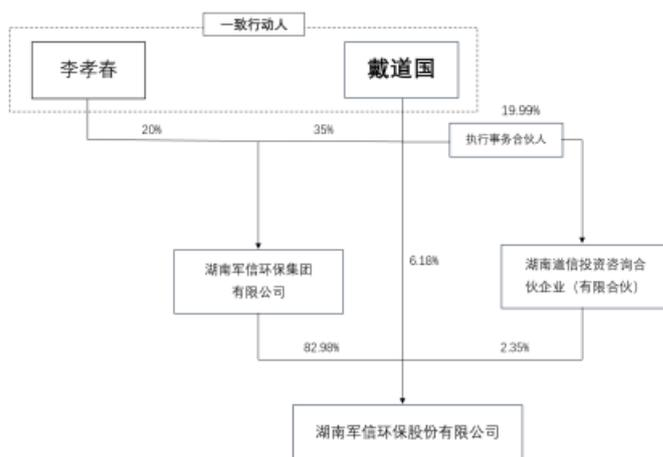 一致行动人
李孝春
戴道国
19.99%
20%
35%
执行事务合伙人
湖南军信环保集团
有限公司
6.18%
湖南道信投资咨询合
伙企业（有限合伙）
82.98%
2.35%
湖南军信环保股份有限公司